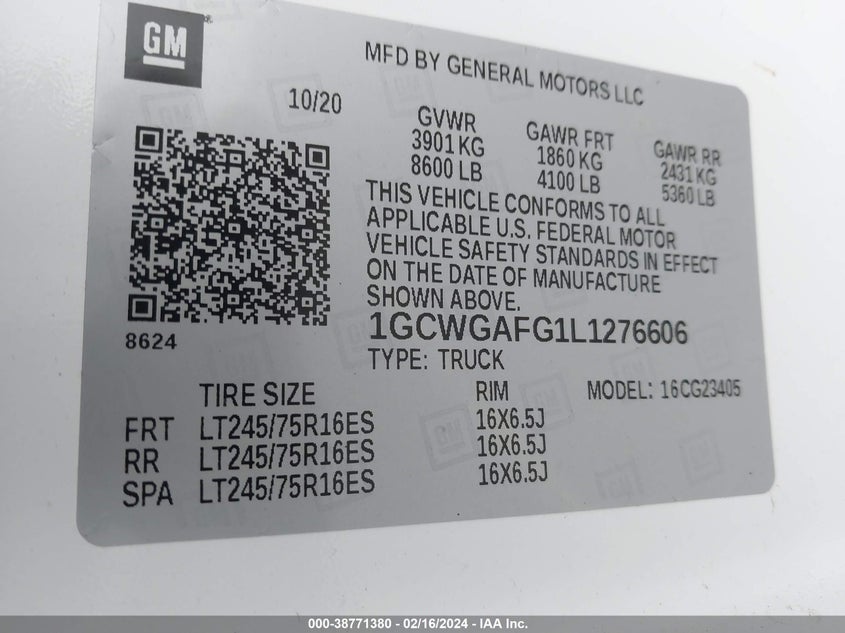 GM
MFD BY GENERAL MOTORS LLC
10/20
GVWR
3901 KG
8600 LB
GAWR FRT
1860 KG
4100 LB
GAWR RR
2431 KG
5360 LB
THIS VEHICLE CONFORMS TO ALL
APPLICABLE U.S. FEDERAL MOTOR
VEHICLE SAFETY STANDARDS IN EFFECT
ON THE DATE OF MANUFACTURE
SHOWN ABOVE.
8624
1GCWGAFG1L1276606
TYPE: TRUCK
MODEL: 16CG23405
TIRE SIZE RIM
FRT LT245/75R16ES 16X6.5J
RR LT245/75R16ES 16X6.5J
SPA LT245/75R16ES 16X6.5J
000-38771380 - 02/16/2024 - IAA Inc.